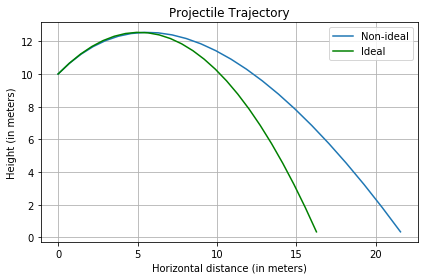 Projectile Trajectory
Non-ideal
Ideal
Height (in meters)
12
10
8
6
4
2
0
0 5 10 15 20
Horizontal distance (in meters)